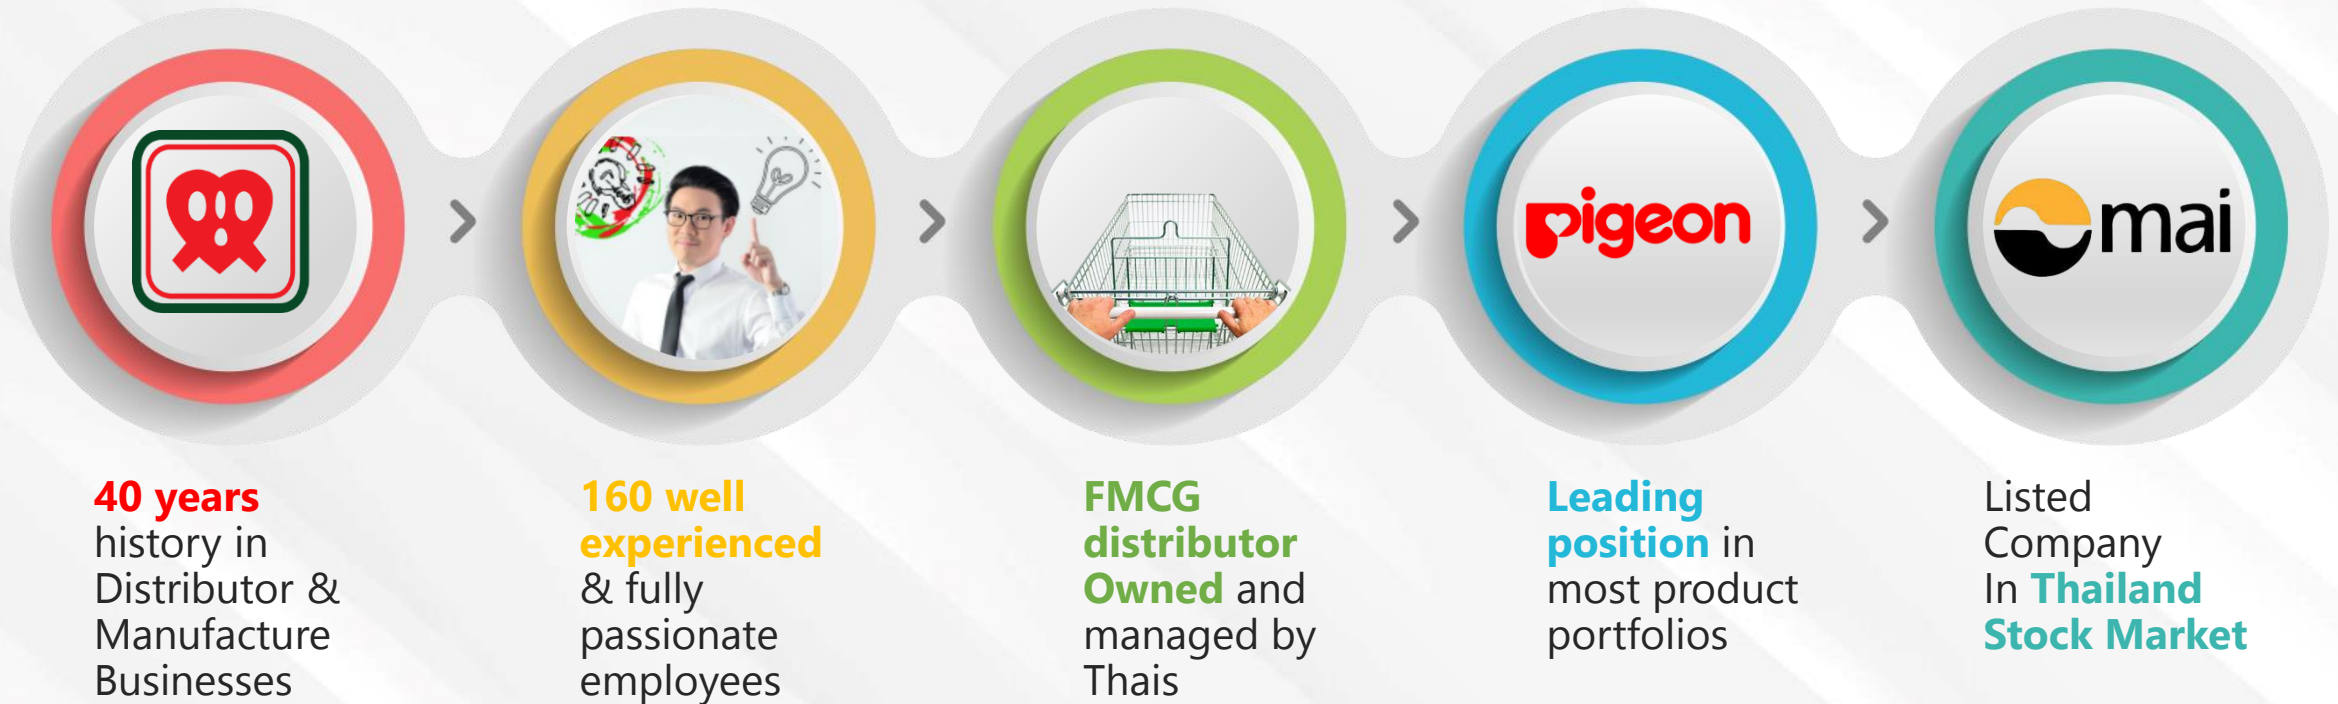 pigeon
mai
40 years
history in
Distributor &
Manufacture
Businesses
160 well
experienced
& fully
passionate
employees
FMCG
distributor
Owned and
managed by
Thais
Leading
position in
most product
portfolios
Listed
Company
In Thailand
Stock Market